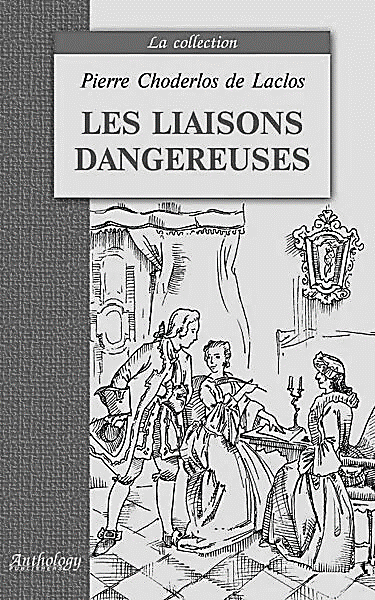 La collection
Pierre Choderlos de Laclos
LES LIAISONS
DANGEREUSES
Anthology